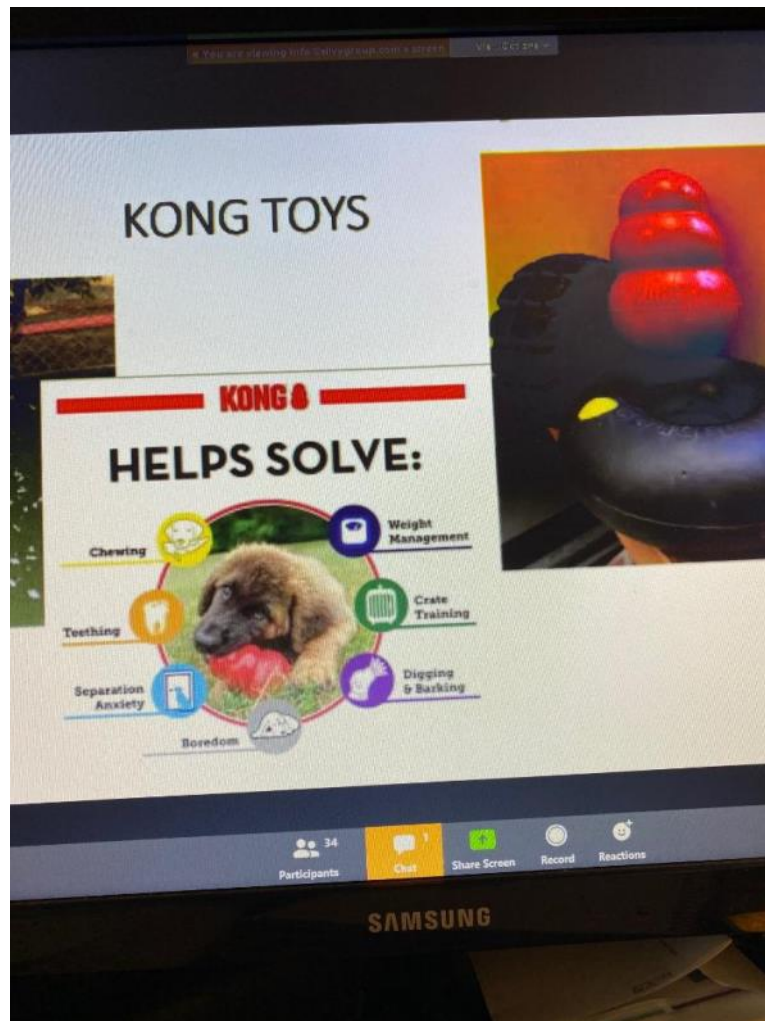 KONG TOYS
KONG
HELPS SOLVE:
Chewing
Weight
Management
Teething
Crate
Training
Separation
Anxiety
Digging
& Barking
Boredom
34
Participants
1
Chat
Share Screen
Record
Reactions
SAMSUNG